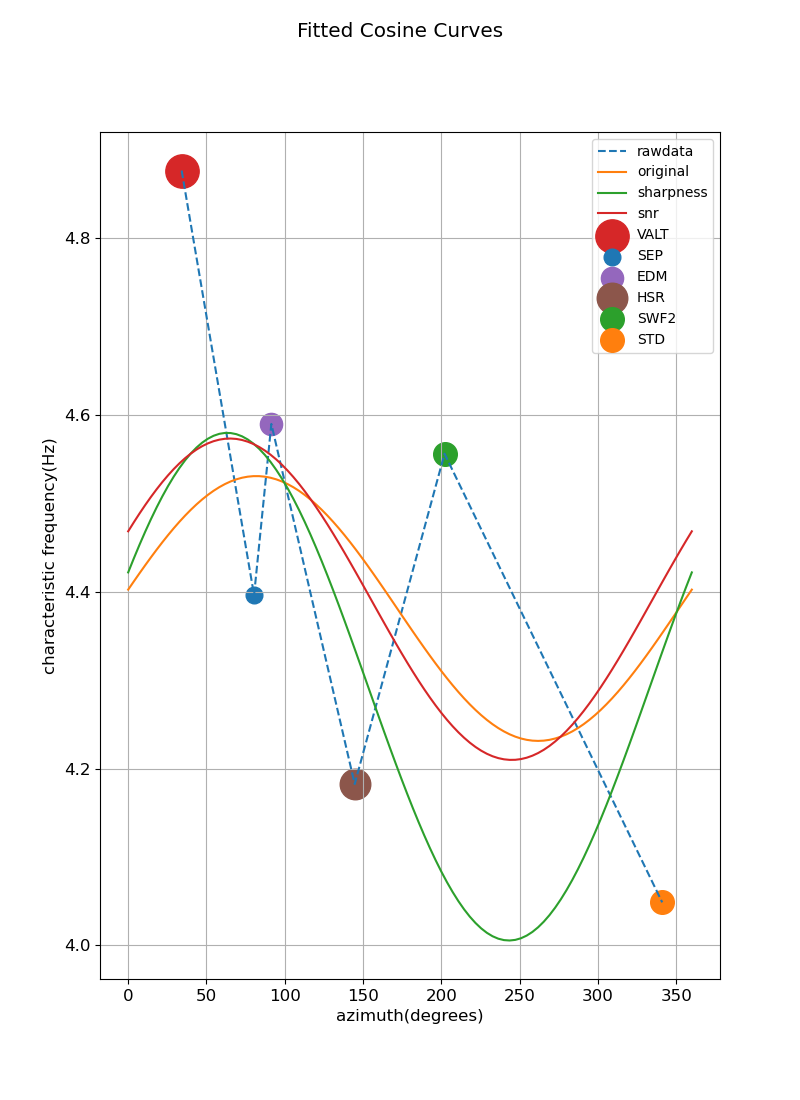 Fitted Cosine Curves
rawdata
original
sharpness
snr
VALT
SEP
EDM
HSR
SWF2
STD
4.8
4.6
4.4
4.2
4.0
characteristic frequency(Hz)
0 50 100 150 200 250 300 350
azimuth(degrees)